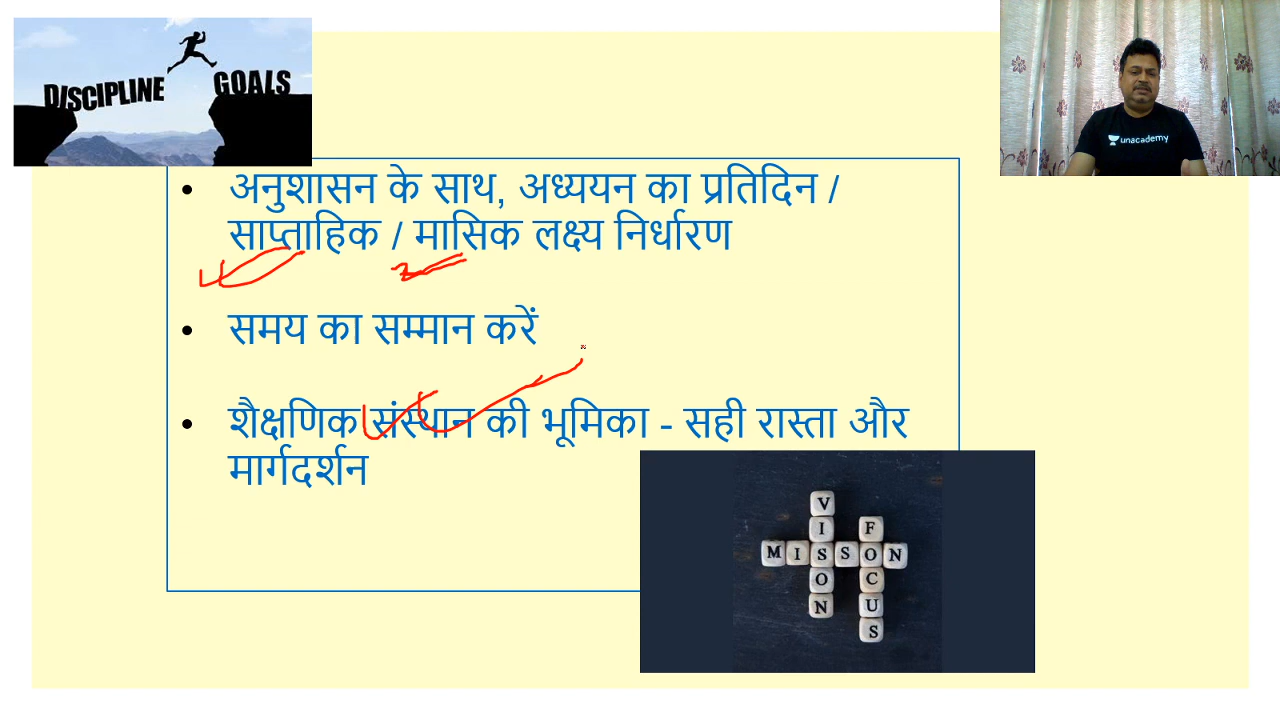 DISCIPLINE GOALS
unacademy
• अनुशासन के साथ, अध्ययन का प्रतिदिन /
साप्ताहिक / मासिक लक्ष्य निर्धारण
• समय का सम्मान करें
• शैक्षणिक संस्थान की भूमिका - सही रास्ता और
मार्गदर्शन
VISION
FOCUS
MISSON